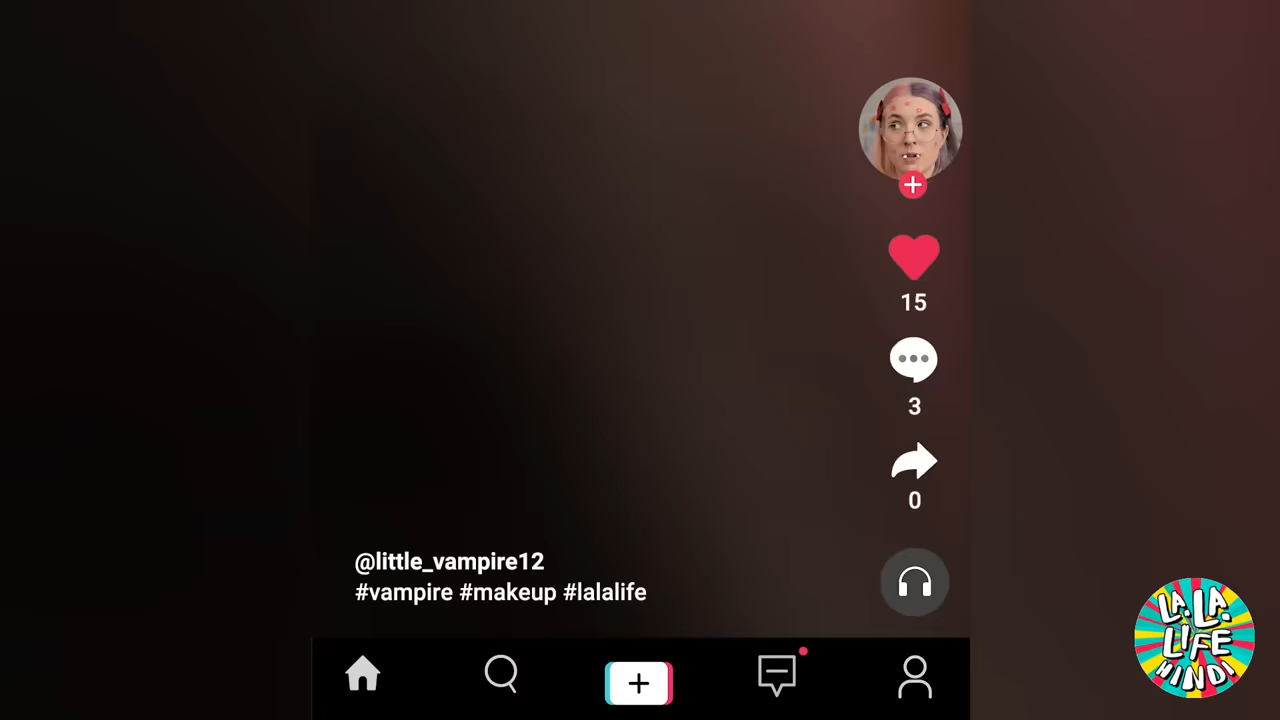 15
3
0
@little_vampire12
#vampire #makeup #lalalife
LA.LA.
LIFE
HINDI